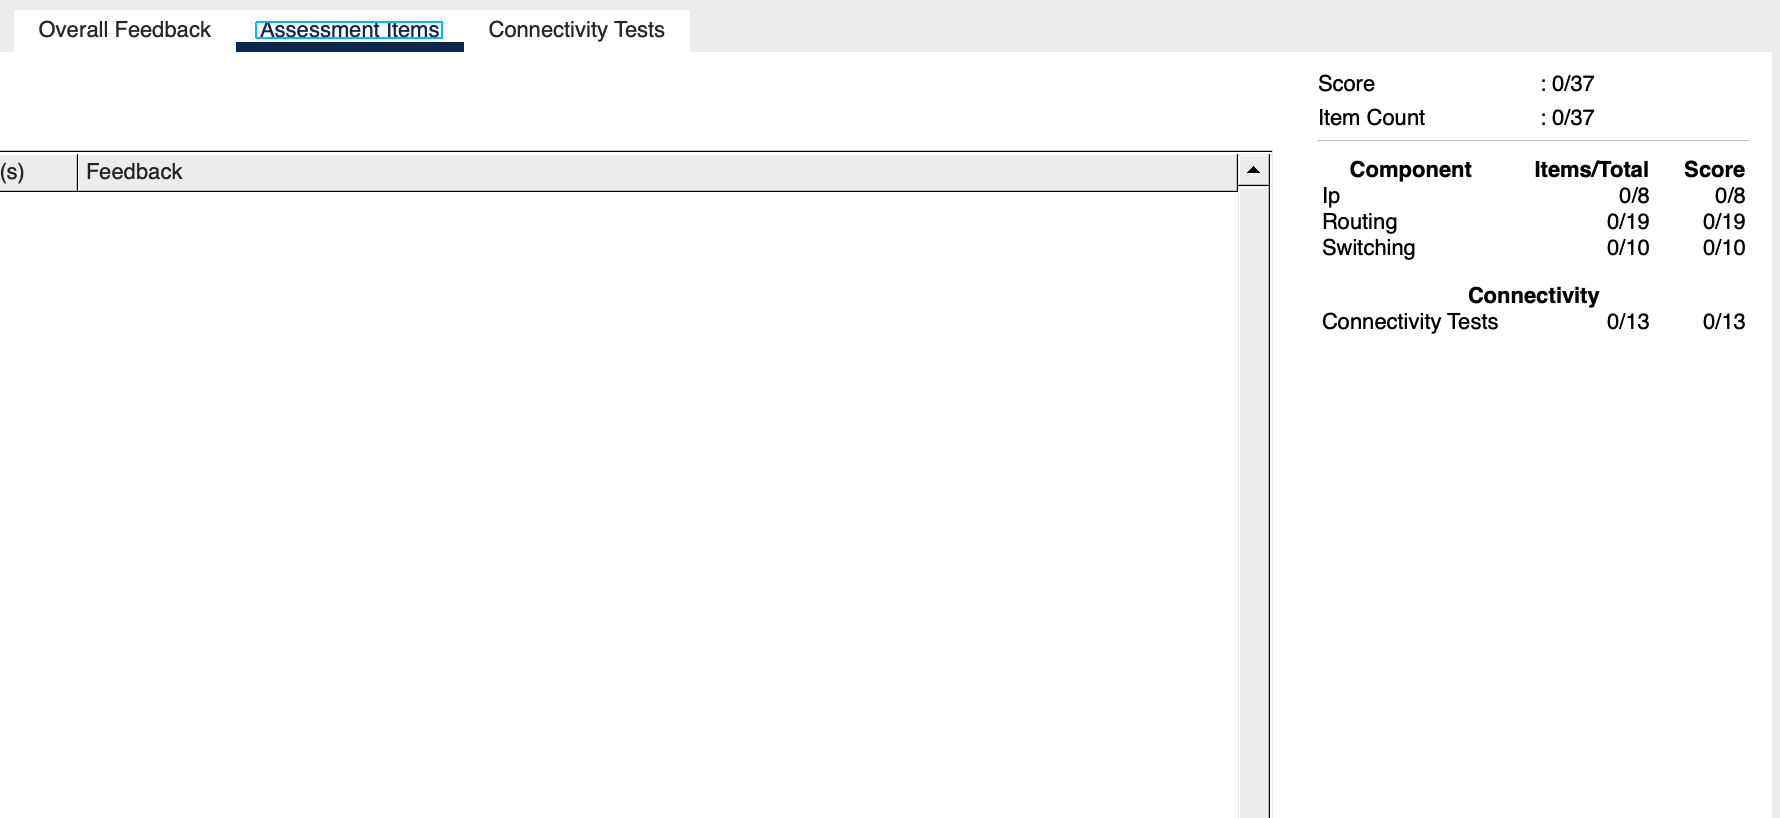 Overall Feedback Assessment Items Connectivity Tests
Score : 0/37
Item Count : 0/37
(s) Feedback
Component Items/Total Score
Ip 0/8 0/8
Routing 0/19 0/19
Switching 0/10 0/10
Connectivity
Connectivity Tests 0/13 0/13